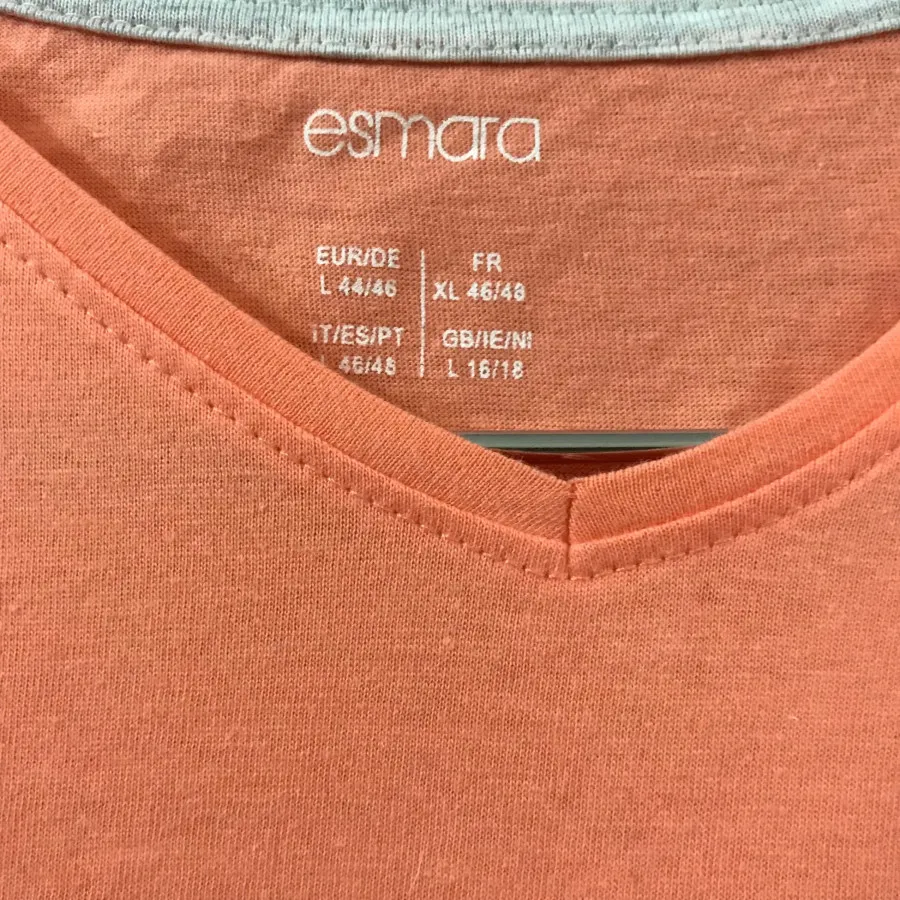 esmara
EUR/DE FR
L 44/46 XL 46/48
IT/ES/PT GB/IE/NI
L 46/48 L 16/18